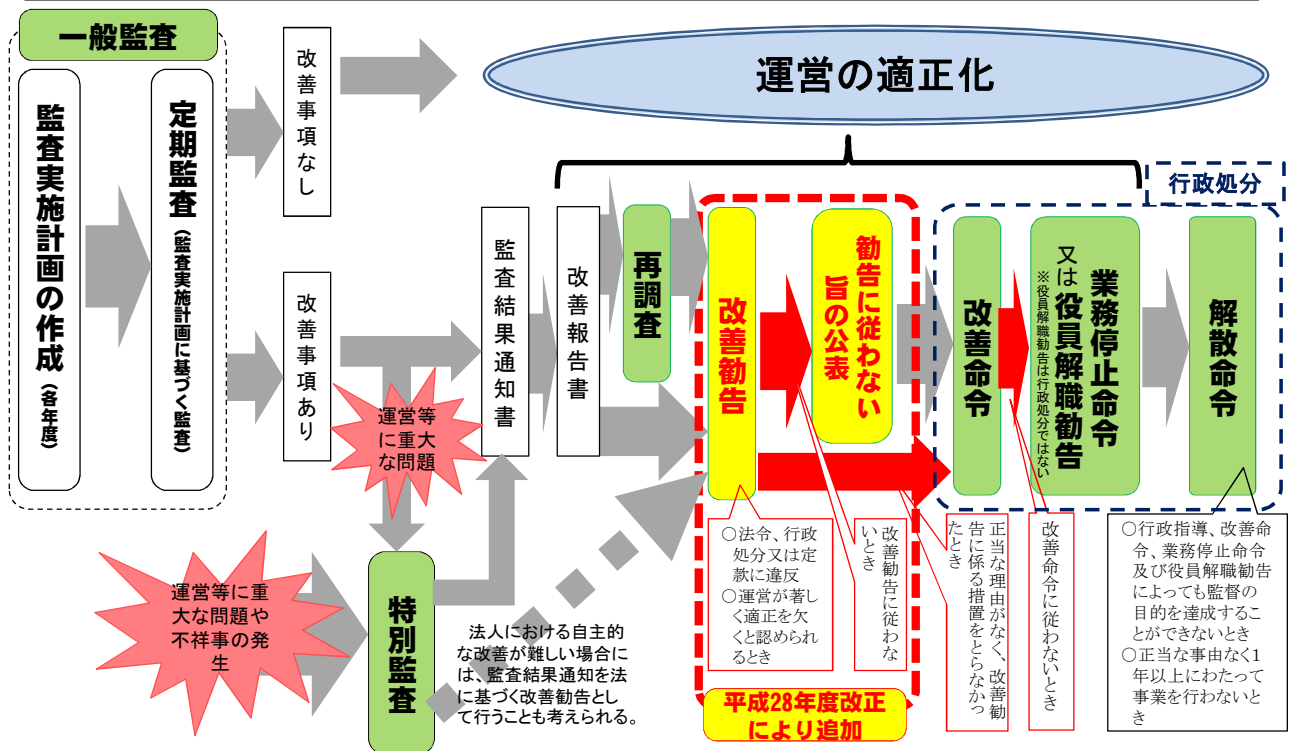 一般監査
監査実施計画の作成（各年度）
定期監査（監査実施計画に基づく監査）
改善事項なし
改善事項あり
運営の適正化
運営等
に重大
な問題
運営等に重
大な問題や
不祥事の発
生
特別監査
監査結果通知書
改善報告書
再調査
改善勧告
勧告に従わない
旨の公表
行政処分
改善命令
業務停止命令
又は役員解職勧告
※役員解職勧告は行政処分ではない
解散命令
法人における自主的
な改善が難しい場合に
は、監査結果通知を法
に基づく改善勧告とし
て行うことも考えられる。
○法令、行政
処分又は定
款に違反
○運営が著し
く適正を欠
くと認められ
るとき
改善勧告に従わな
いとき
正当な理由がなく、改善勧
告に係る措置をとらなかっ
たとき
改善命令に従わないとき
○行政指導、改善命
令、業務停止命令
及び役員解職勧告
によっても監督の
目的を達成するこ
とができないとき
○正当な事由なく1
年以上にわたって
事業を行わないと
き
平成28年度改正
により追加